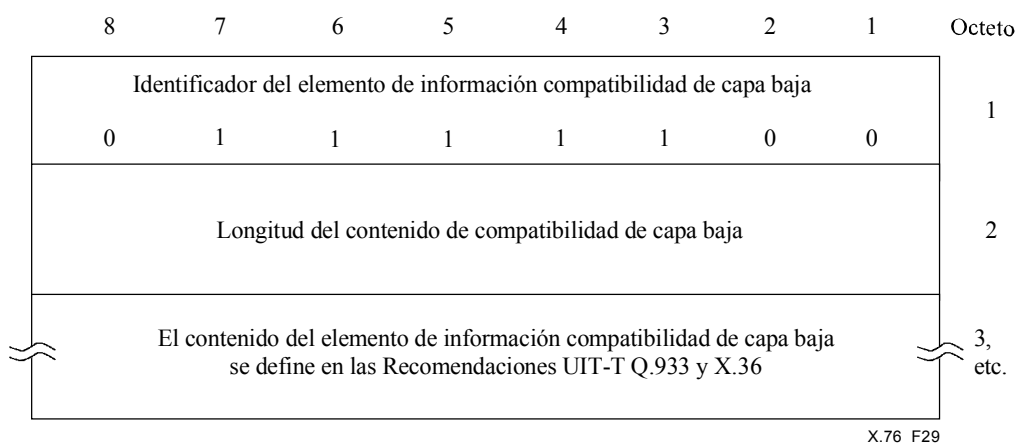 8 7 6 5 4 3 2 1 Octeto
Identificador del elemento de información compatibilidad de capa baja
1
0 1 1 1 1 1 0 0
Longitud del contenido de compatibilidad de capa baja 2
El contenido del elemento de información compatibilidad de capa baja 3,
se define en las Recomendaciones UIT-T Q.933 y X.36 etc.
X.76 F29